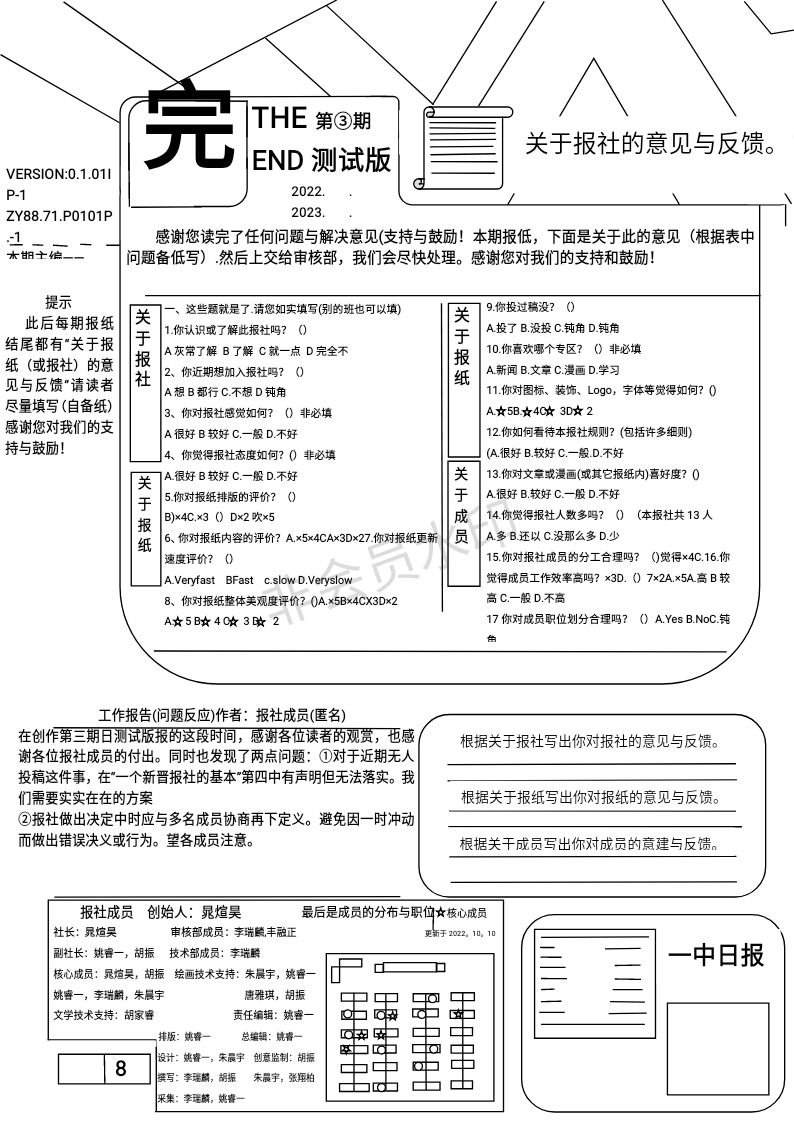 完
THE 第③期
END 测试版
2022. .
2023. .
关于报社的意见与反馈。
VERSION:0.1.01I
P-1
ZY88.71.P0101P
.-1
本期主编——
感谢您读完了任何问题与解决意见(支持与鼓励！本期报低，下面是关于此的意见（根据表中
问题备低写）.然后上交给审核部，我们会尽快处理。感谢您对我们的支持和鼓励！
提示
此后每期报纸
结尾都有“关于报
纸（或报社）的意
见与反馈”请读者
尽量填写（自备纸）
感谢您对我们的支
持与鼓励！
关于报社
一、这些题就是了.请您如实填写(别的班也可以填)
1.你认识或了解此报社吗？（）
A 灰常了解 B 了解 C 就一点 D 完全不
2、你近期想加入报社吗？（）
A 想 B 都行 C.不想 D 钝角
3、你对报社感觉如何？（）非必填
A 很好 B 较好 C.一般 D.不好
4、你觉得报社态度如何？()）非必填
A.很好 B 较好 C.一般 D.不好
关于报纸
5.你对报纸排版的评价？（）
B)×4C.×3（）D×2 吹×5
6、你对报纸内容的评价？A.×5×4CA×3D×27.你对报纸更新
速度评价？（）
A.Veryfast BFast c.slow D.Veryslow
8、你对报纸整体美观度评价？()A.×5B×4CX3D×2
A☆ 5 B☆ 4 C☆ 3 D☆ 2
关于报纸
9.你投过稿没？（）
A.投了 B.没投 C.钝角 D.钝角
10.你喜欢哪个专区？（）非必填
A.新闻 B.文章 C.漫画 D.学习
11.你对图标、装饰、Logo，字体等觉得如何？()
A.☆5B.☆4C☆ 3D☆ 2
12.你如何看待本报社规则？(包括许多细则)
(A.很好 B.较好 C.一般.D.不好
关于成员
13.你对文章或漫画(或其它报纸内)喜好度？()
A.很好 B.较好 C.一般 D.不好
14.你觉得报社人数多吗？（）（本报社共 13 人
A.多 B.还以 C.没那么多 D.少
15.你对报社成员的分工合理吗？（)觉得×4C.16.你
觉得成员工作效率高吗？×3D.（）7×2A.×5A.高 B 较
高 C.一般 D.不高
17 你对成员职位划分合理吗？（）A.Yes B.NoC.钝
角
非会员水印
工作报告(问题反应)作者：报社成员(匿名)
在创作第三期日测试版报的这段时间，感谢各位读者的观赏，也感
谢各位报社成员的付出。同时也发现了两点问题：①对于近期无人
投稿这件事，在“一个新晋报社的基本”第四中有声明但无法落实。我
们需要实实在在的方案
②报社做出决定中时应与多名成员协商再下定义。避免因一时冲动
而做出错误决义或行为。望各成员注意。
根据关于报社写出你对报社的意见与反馈。
根据关于报纸写出你对报纸的意见与反馈。
根据关于成员写出你对成员的意建与反馈。
报社成员 创始人：晁煊昊
最后是成员的分布与职位☆核心成员
更新于 2022。10。10
社长：晁煊昊 审核部成员：李瑞麟,丰融正
副社长：姚睿一，胡振 技术部成员：李瑞麟
核心成员：晁煊昊，胡振 绘画技术支持：朱晨宇，姚睿一
姚睿一，李瑞麟，朱晨宇 唐雅琪，胡振
文学技术支持：胡家睿 责任编辑：姚睿一
排版：姚睿一 总编辑：姚睿一
设计：姚睿一，朱晨宇 创意监制：胡振
撰写：李瑞麟，胡振 朱晨宇，张翔柏
采集：李瑞麟，姚睿一
8
一中日报